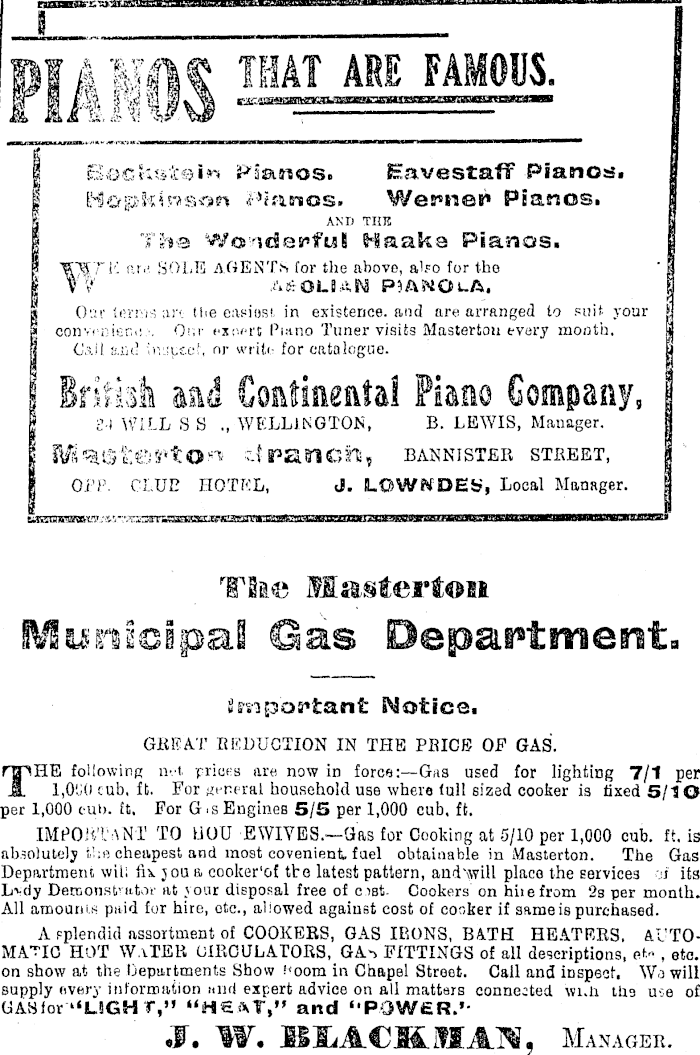 PIANOS THAT ARE FAMOUS.
Bechstein Pianos. Eavestaff Pianos.
Hopkinson Pianos. Werner Pianos.
AND THE
The Wonderful Haake Pianos.
WE are SOLE AGENTS for the above, also for the
AEOLIAN PIANOLA.
Our terms are the easiest in existence. and are arranged to suit your
convenience. Our expert Piano Tuner visits Masterton every month.
Call and inspect, or write for catalogue.
British and Continental Piano Company,
WELLINGTON, B. LEWIS, Manager.
Masterton Branch, BANNISTER STREET,
OPP. CLUB HOTEL, J. LOWNDES, Local Manager.
The Masterton
Municipal Gas Department.
Important Notice.
GREAT REDUCTION IN THE PRICE OF GAS.
THE following net prices are now in force:—Gas used for lighting 7/1 per
1,000 cub. ft. For general household use where full sized cooker is fixed 5/10
per 1,000 cub. ft. For Gas Engines 5/5 per 1,000 cub. ft.
IMPORTANT TO HOU EWIVES.—Gas for Cooking at 5/10 per 1,000 cub. ft. is
absolutely the cheapest and most covenient fuel obtainable in Masterton. The Gas
Department will fix you a cooker of the latest pattern, and will place the services of its
Lady Demonstrator at your disposal free of cost. Cookers on hire from 2s per month.
All amounts paid for hire, etc., allowed against cost of cooker if same is purchased.
A splendid assortment of COOKERS, GAS IRONS, BATH HEATERS, AUTO-
MATIC HOT WATER CIRCULATORS, GAS FITTINGS of all descriptions, etc., etc.
on show at the Departments Show Room in Chapel Street. Call and inspect. We will
supply every information and expert advice on all matters connected with the use of
GAS for "LIGHT," "HEAT," and "POWER."
J. W. BLACKMAN, MANAGER.